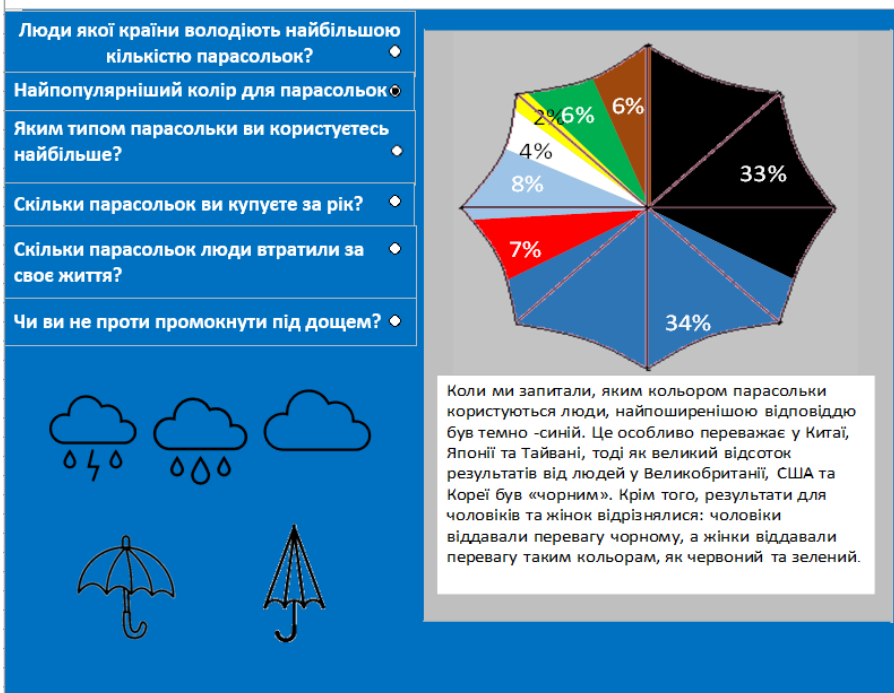 Люди якої країни володіють найбільшою
кількістю парасольок?
Найпопулярніший колір для парасольок
Яким типом парасольки ви користуєтесь
найбільше?
Скільки парасольок ви купуєте за рік?
Скільки парасольок люди втратили за
своє життя?
Чи ви не проти промокнути під дощем?
6%
2%
6%
4%
33%
8%
7%
34%
Коли ми запитали, яким кольором парасольки
користуються люди, найпоширенішою відповіддю
був темно -синій. Це особливо переважає у Китаї,
Японії та Тайвані, тоді як великий відсоток
результатів від людей у Великобританії, США та
Кореї був «чорним». Крім того, результати для
чоловіків та жінок відрізнялися: чоловіки
віддавали перевагу чорному, а жінки віддавали
перевагу таким кольорам, як червоний та зелений.